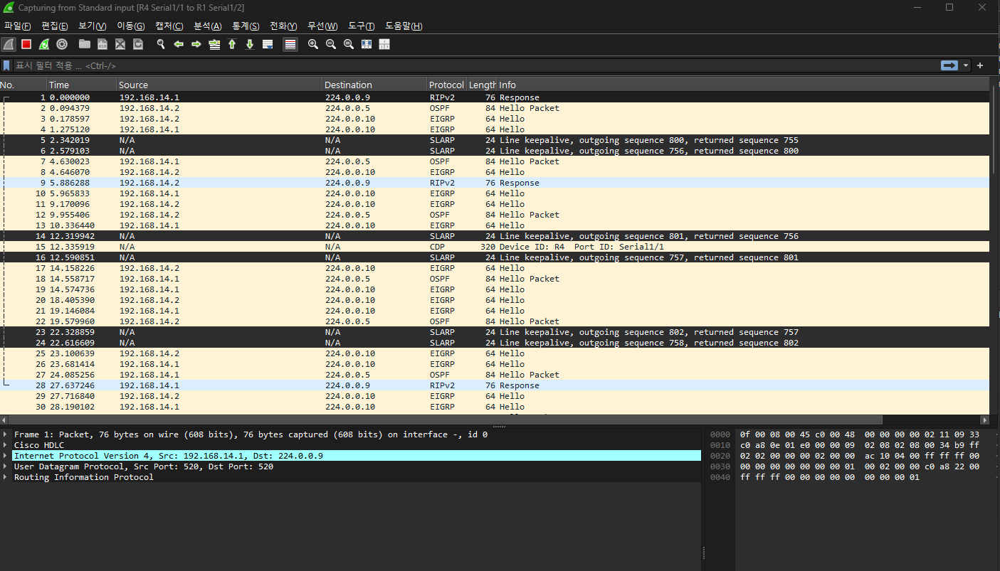 Capturing from Standard input [R4 Serial1/1 to R1 Serial1/2]
파일(F) 편집(E) 보기(V) 이동(G) 캡처(C) 분석(A) 통계(S) 전화(Y) 무선(W) 도구(T) 도움말(H)
표시 필터 적용 ... <Ctrl-/>
No. Time Source Destination Protocol Length Info
1 0.000000 192.168.14.1 224.0.0.9 RIPv2 76 Response
2 0.094379 192.168.14.2 224.0.0.5 OSPF 84 Hello Packet
3 0.178597 192.168.14.2 224.0.0.10 EIGRP 64 Hello
4 1.275120 192.168.14.1 224.0.0.10 EIGRP 64 Hello
5 2.342019 N/A N/A SLARP 24 Line keepalive, outgoing sequence 800, returned sequence 755
6 2.579103 N/A N/A SLARP 24 Line keepalive, outgoing sequence 756, returned sequence 800
7 4.630023 192.168.14.1 224.0.0.5 OSPF 84 Hello Packet
8 4.646070 192.168.14.2 224.0.0.10 EIGRP 64 Hello
9 5.886288 192.168.14.2 224.0.0.9 RIPv2 76 Response
10 5.965833 192.168.14.1 224.0.0.10 EIGRP 64 Hello
11 9.170096 192.168.14.2 224.0.0.10 EIGRP 64 Hello
12 9.955406 192.168.14.2 224.0.0.5 OSPF 84 Hello Packet
13 10.336440 192.168.14.1 224.0.0.10 EIGRP 64 Hello
14 12.319942 N/A N/A SLARP 24 Line keepalive, outgoing sequence 801, returned sequence 756
15 12.335919 N/A N/A CDP 320 Device ID: R4 Port ID: Serial1/1
16 12.590851 N/A N/A SLARP 24 Line keepalive, outgoing sequence 757, returned sequence 801
17 14.158226 192.168.14.2 224.0.0.10 EIGRP 64 Hello
18 14.558717 192.168.14.1 224.0.0.5 OSPF 84 Hello Packet
19 14.574736 192.168.14.1 224.0.0.10 EIGRP 64 Hello
20 18.405390 192.168.14.2 224.0.0.10 EIGRP 64 Hello
21 19.146084 192.168.14.1 224.0.0.10 EIGRP 64 Hello
22 19.579960 192.168.14.2 224.0.0.5 OSPF 84 Hello Packet
23 22.328859 N/A N/A SLARP 24 Line keepalive, outgoing sequence 802, returned sequence 757
24 22.616609 N/A N/A SLARP 24 Line keepalive, outgoing sequence 758, returned sequence 802
25 23.100639 192.168.14.2 224.0.0.10 EIGRP 64 Hello
26 23.681414 192.168.14.1 224.0.0.10 EIGRP 64 Hello
27 24.085256 192.168.14.1 224.0.0.5 OSPF 84 Hello Packet
28 27.637246 192.168.14.1 224.0.0.9 RIPv2 76 Response
29 27.716840 192.168.14.2 224.0.0.10 EIGRP 64 Hello
30 28.190102 192.168.14.1 224.0.0.10 EIGRP 64 Hello
Frame 1: Packet, 76 bytes on wire (608 bits), 76 bytes captured (608 bits) on interface -, id 0
Cisco HDLC
Internet Protocol Version 4, Src: 192.168.14.1, Dst: 224.0.0.9
User Datagram Protocol, Src Port: 520, Dst Port: 520
Routing Information Protocol
0000 0f 00 08 00 45 c0 00 48 00 00 00 00 02 11 09 33
0010 c0 a8 0e 01 e0 00 00 09 02 08 02 08 00 34 b9 ff
0020 02 02 00 00 00 02 00 00 ac 10 04 00 ff ff ff 00
0030 00 00 00 00 00 00 00 01 00 02 00 00 c0 a8 22 00
0040 ff ff ff 00 00 00 00 00 00 00 00 01